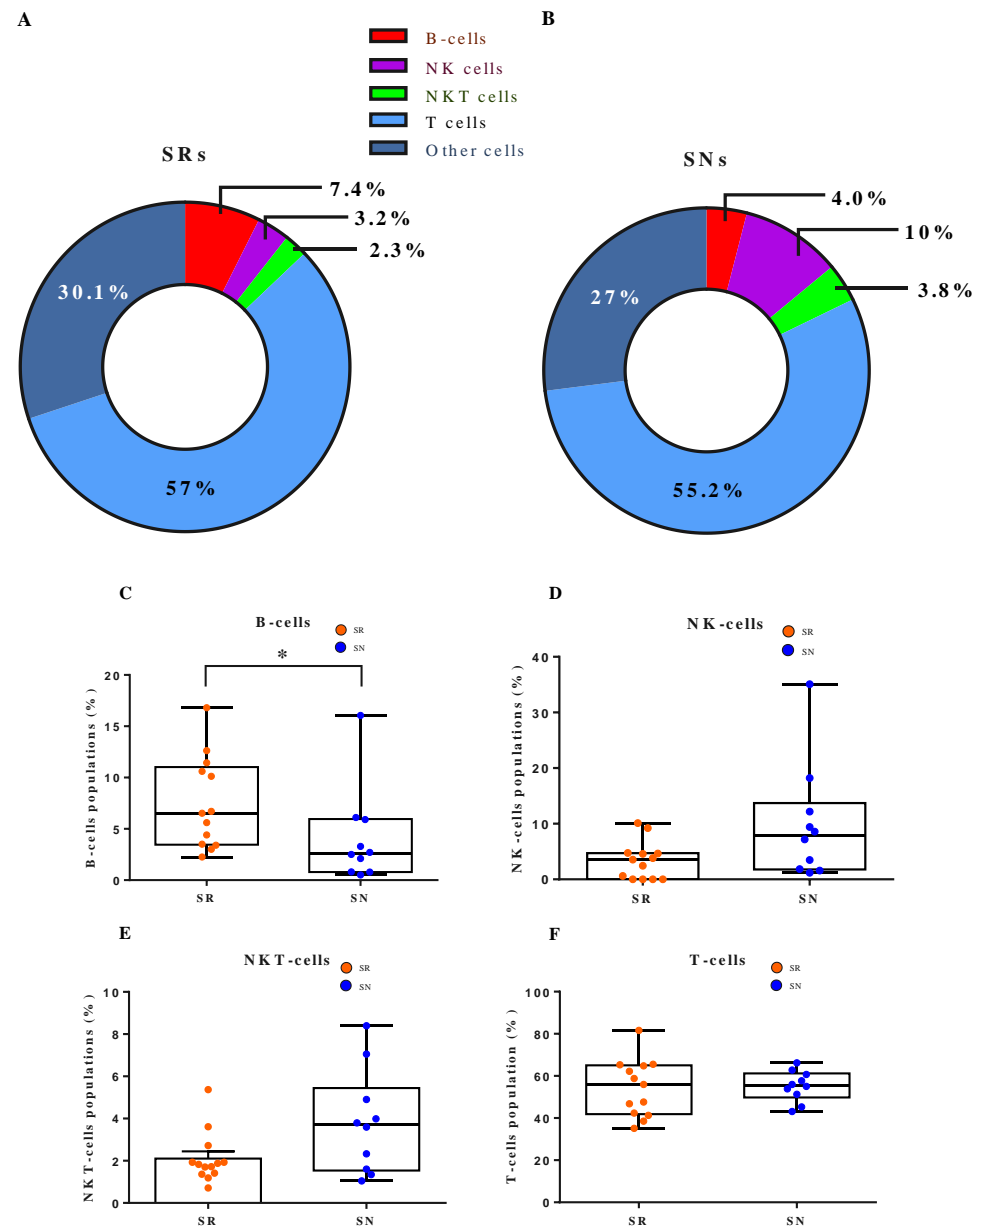 A
B
B-cells
NK cells
NKT cells
T cells
Other cells
SRs
SNs
7.4%
3.2%
2.3%
30.1%
57%
4.0%
10%
3.8%
27%
55.2%
C
B-cells
SR
SN
*
B-cells populations (%)
20
15
10
5
0
SR
SN
D
NK-cells
SR
SN
NK-cells populations (%)
40
30
20
10
0
SR
SN
E
NKT-cells
SR
SN
NKT-cells populations (%)
10
8
6
4
2
0
SR
SN
F
T-cells
SR
SN
T-cells population (%)
100
80
60
40
20
0
SR
SN